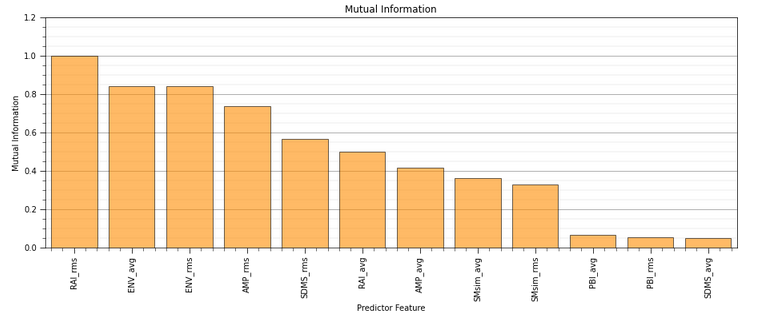 Mutual Information
1.2
1.0
0.8
0.6
0.4
0.2
0.0
Mutual Information
RAI_rms
ENV_avg
ENV_rms
AMP_rms
SDMS_rms
RAI_avg
AMP_avg
SMsim_avg
SMsim_rms
PBI_avg
PBI_rms
SDMS_avg
Predictor Feature